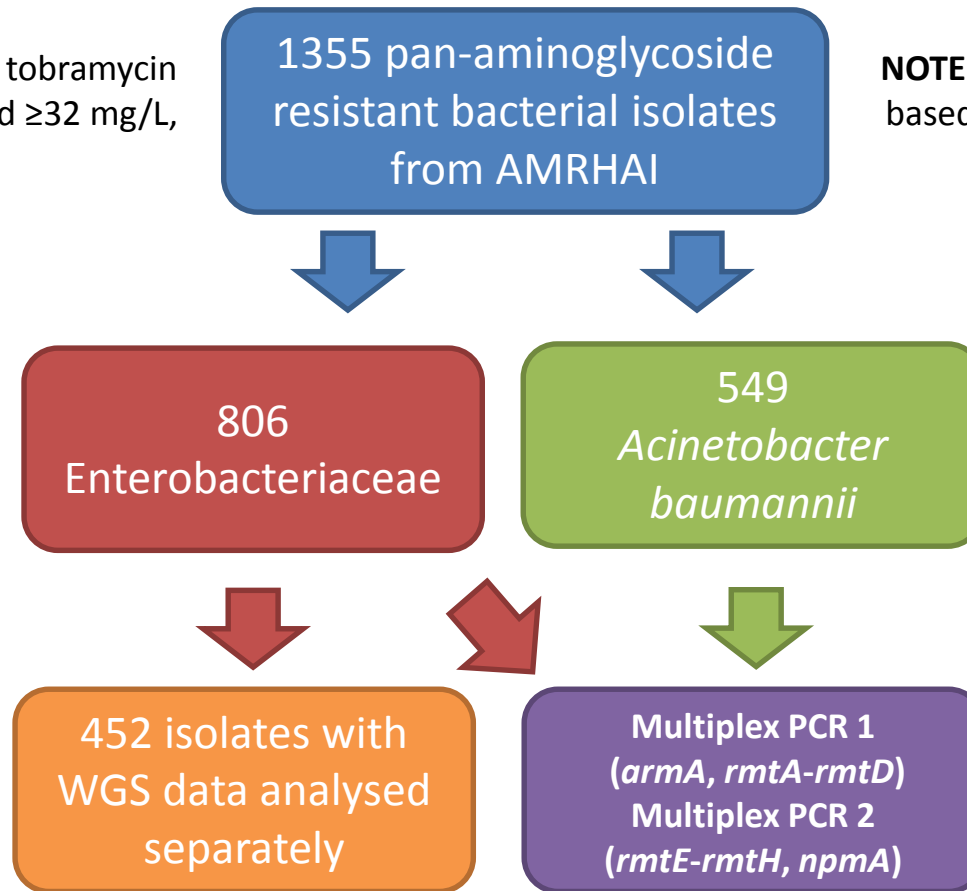 tobramycin
d ≥32 mg/L,
1355 pan-aminoglycoside
resistant bacterial isolates
from AMRHAI
NOTE
based
806
Enterobacteriaceae
549
Acinetobacter
baumannii
452 isolates with
WGS data analysed
separately
Multiplex PCR 1
(armA, rmtA-rmtD)
Multiplex PCR 2
(rmtE-rmtH, npmA)